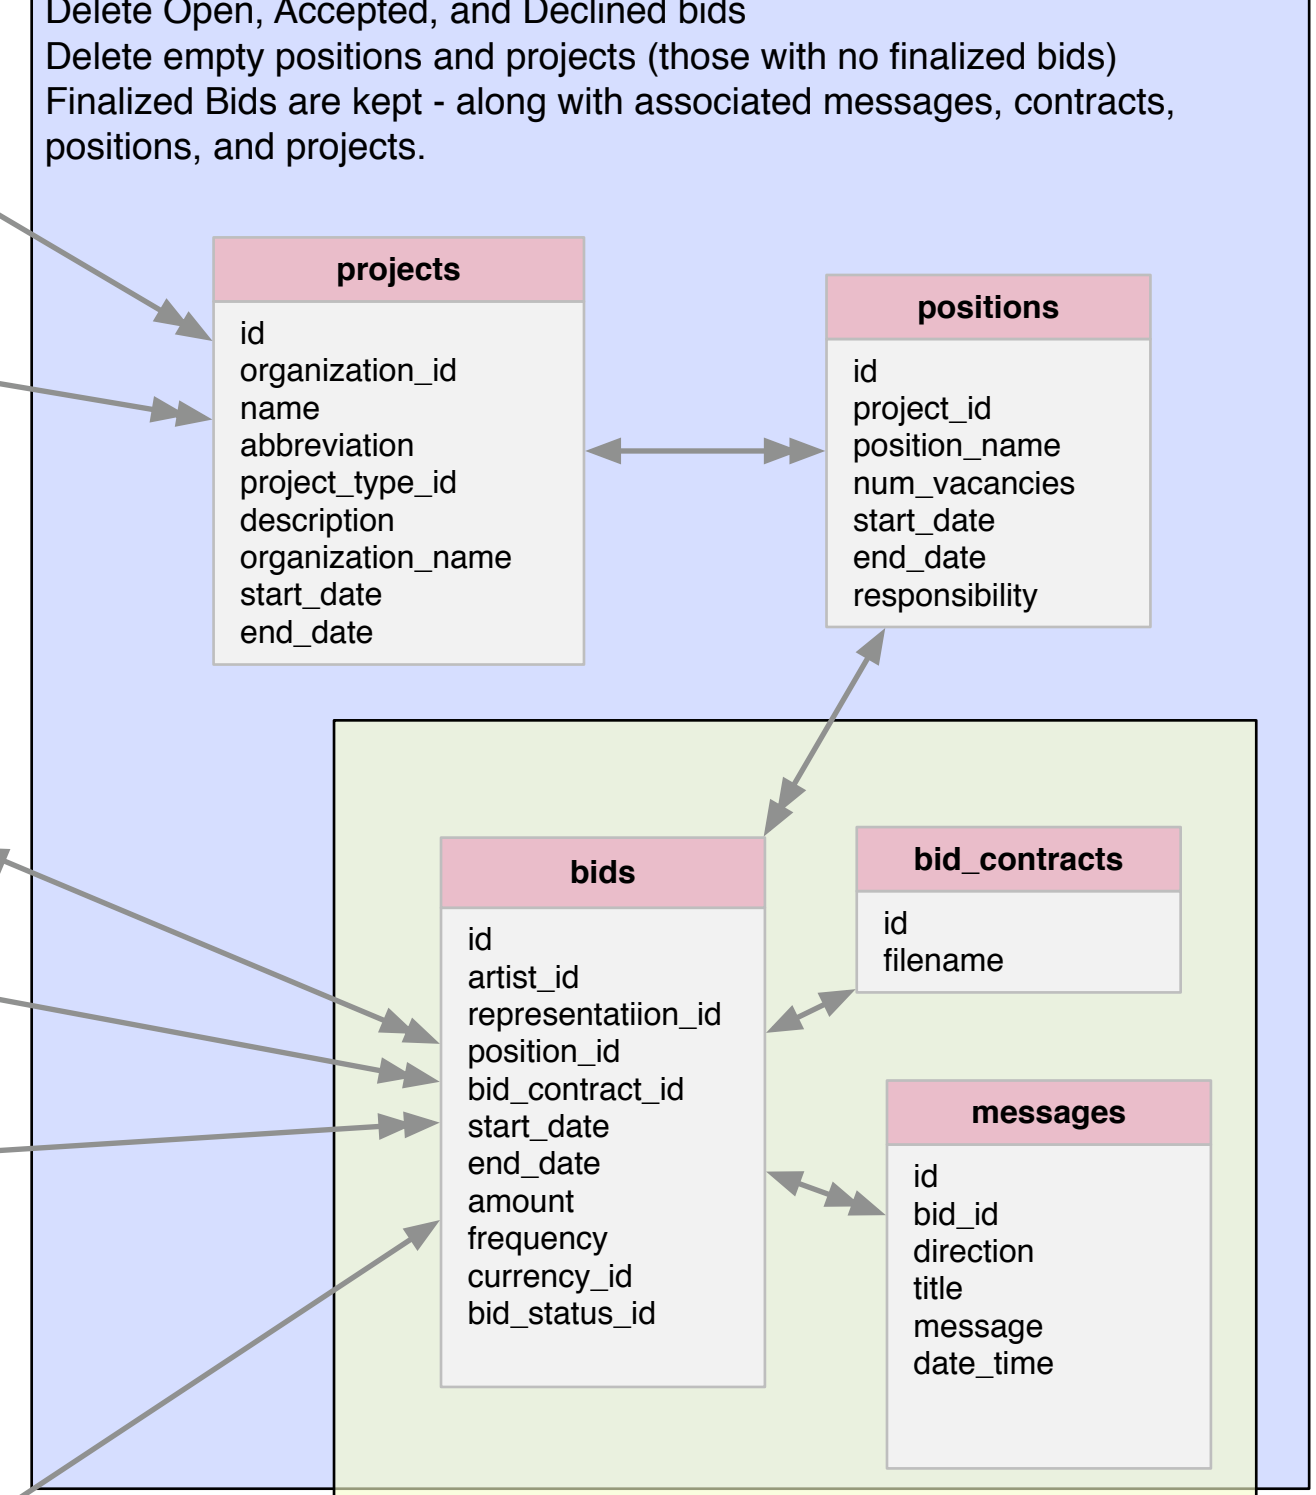 Delete Open, Accepted, and Declined bids
Delete empty positions and projects (those with no finalized bids)
Finalized Bids are kept - along with associated messages, contracts,
positions, and projects.
projects
id
organization_id
name
abbreviation
project_type_id
description
organization_name
start_date
end_date
positions
id
project_id
position_name
num_vacancies
start_date
end_date
responsibility
bids
id
artist_id
representatiion_id
position_id
bid_contract_id
start_date
end_date
amount
frequency
currency_id
bid_status_id
bid_contracts
id
filename
messages
id
bid_id
direction
title
message
date_time